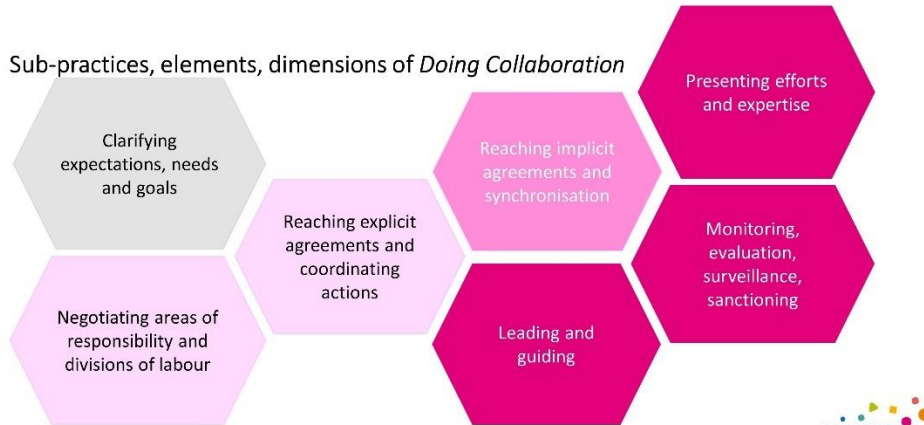 Sub-practices, elements, dimensions of Doing Collaboration
Clarifying
expectations, needs
and goals
Negotiating areas of
responsibility and
divisions of labour
Reaching explicit
agreements and
coordinating
actions
Reaching implicit
agreements and
synchronisation
Leading and
guiding
Presenting efforts
and expertise
Monitoring,
evaluation,
surveillance,
sanctioning